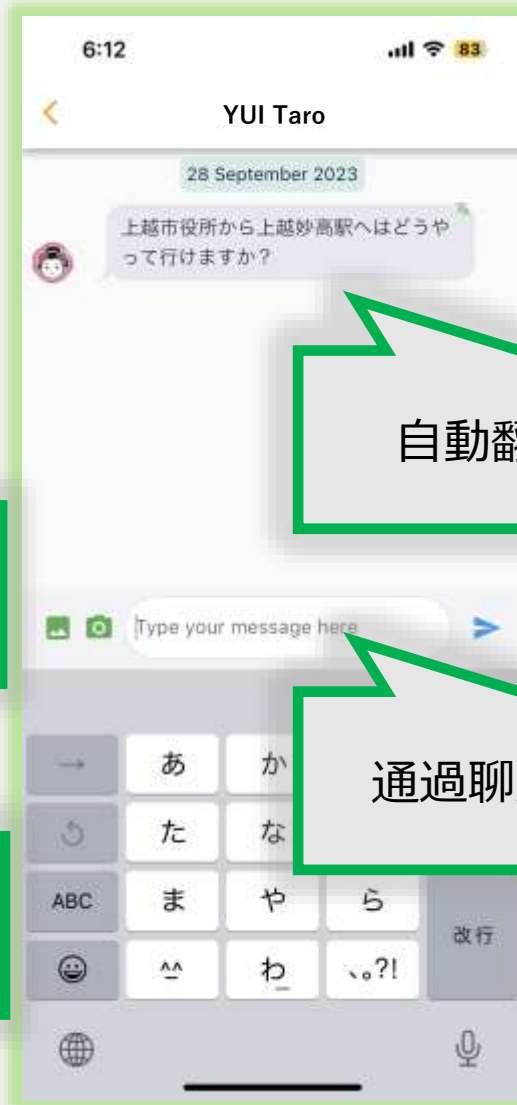 6:12
83
YUI Taro
28 September 2023
上越市役所から上越妙高駅へはどうや
って行けますか？
自動翻
Type your message here
通過聊
→
あ
か
た
な
ABC
ま
や
ら
改行
^^
わ
、。?!